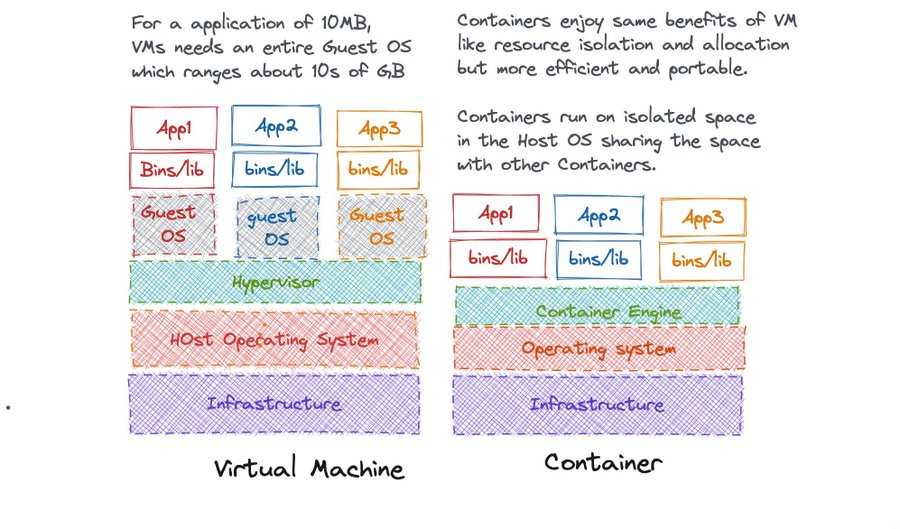 For a application of 10MB,
VMs needs an entire Guest OS
which ranges about 10s of GB
App1
App2
App3
Bins/lib
bins/lib
bins/lib
Guest
OS
guest
OS
Guest
OS
Hypervisor
HOst Operating System
Infrastructure
Virtual Machine
Containers enjoy same benefits of VM
like resource isolation and allocation
but more efficient and portable.
Containers run on isolated space
in the Host OS sharing the space
with other Containers.
App1
App2
App3
bins/lib
bins/lib
bins/lib
Container Engine
Operating system
Infrastructure
Container